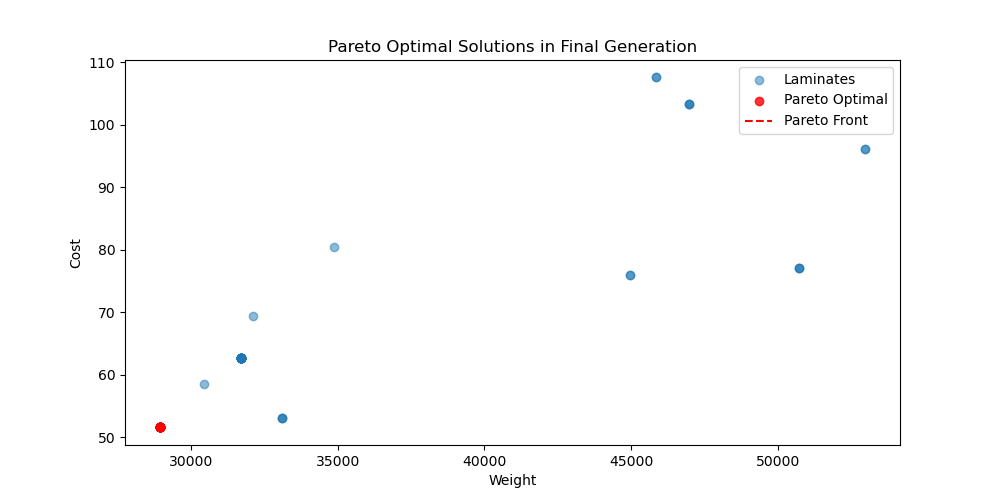 Pareto Optimal Solutions in Final Generation
110
100
90
80
70
60
50
Cost
Laminates
Pareto Optimal
Pareto Front
30000 35000 40000 45000 50000
Weight